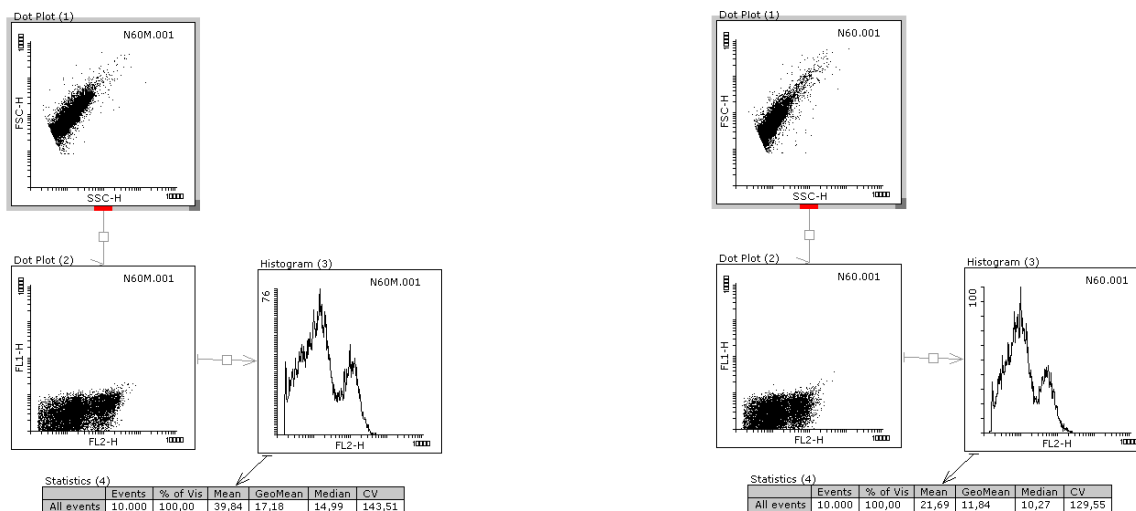 Dot Plot (1)
N60M.001
FSC-H
SSC-H
10000
Dot Plot (2)
N60M.001
FL1-H
FL2-H
Histogram (3)
N60M.001
76
FL2-H
Statistics (4)
Events % of Vis Mean GeoMean Median CV
All events 10.000 100,00 39,84 17,18 14,99 143,51
Dot Plot (1)
N60.001
FSC-H
SSC-H
10000
Dot Plot (2)
N60.001
FL1-H
FL2-H
Histogram (3)
N60.001
100
FL2-H
Statistics (4)
Events % of Vis Mean GeoMean Median CV
All events 10.000 100,00 21,69 11,84 10,27 129,55